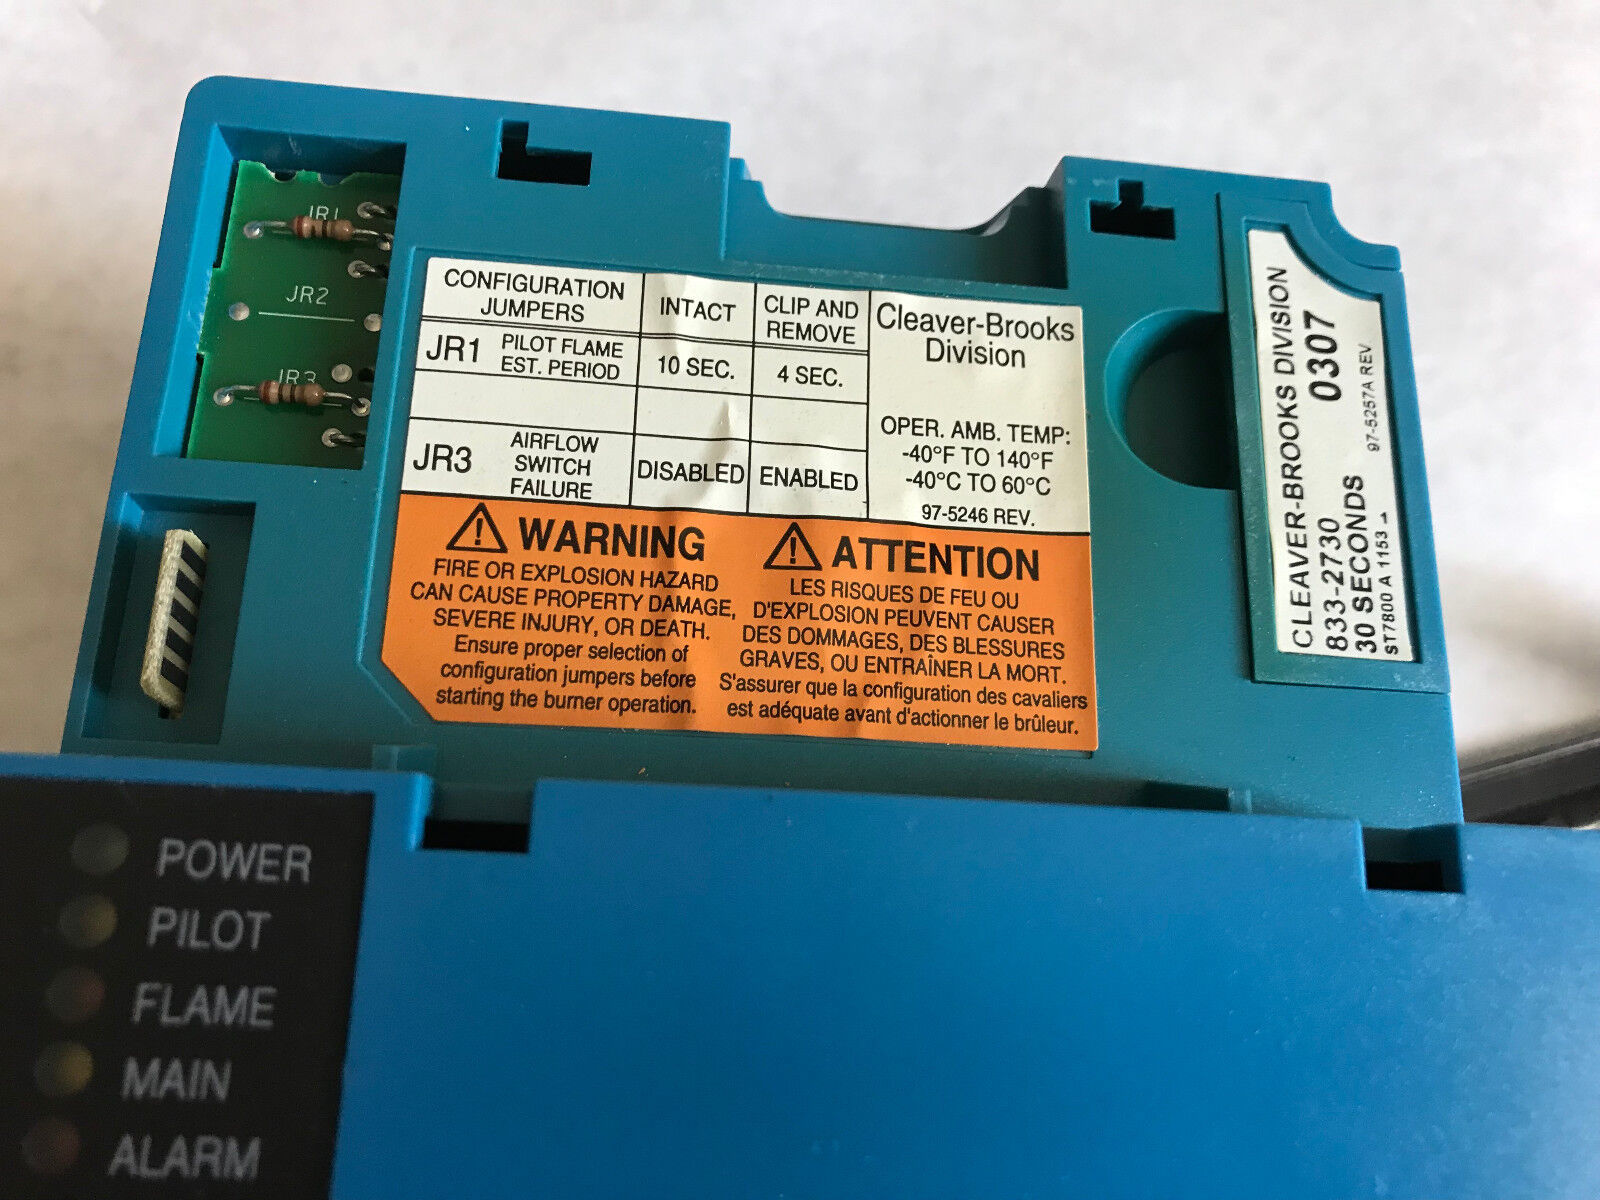 JR1
JR2
JR3
CONFIGURATION JUMPERS
INTACT
CLIP AND REMOVE
JR1
PILOT FLAME
EST. PERIOD
10 SEC.
4 SEC.
JR3
AIRFLOW
SWITCH
FAILURE
DISABLED
ENABLED
Cleaver-Brooks
Division
OPER. AMB. TEMP:
-40°F TO 140°F
-40°C TO 60°C
97-5246 REV.
WARNING
FIRE OR EXPLOSION HAZARD
CAN CAUSE PROPERTY DAMAGE,
SEVERE INJURY, OR DEATH.
Ensure proper selection of
configuration jumpers before
starting the burner operation.
ATTENTION
LES RISQUES DE FEU OU
D'EXPLOSION PEUVENT CAUSER
DES DOMMAGES, DES BLESSURES
GRAVES, OU ENTRAÎNER LA MORT.
S'assurer que la configuration des cavaliers
est adéquate avant d'actionner le brûleur.
CLEAVER-BROOKS DIVISION
833-2730 0307
30 SECONDS 97-5257A REV.
ST7800 A 1153
POWER
PILOT
FLAME
MAIN
ALARM